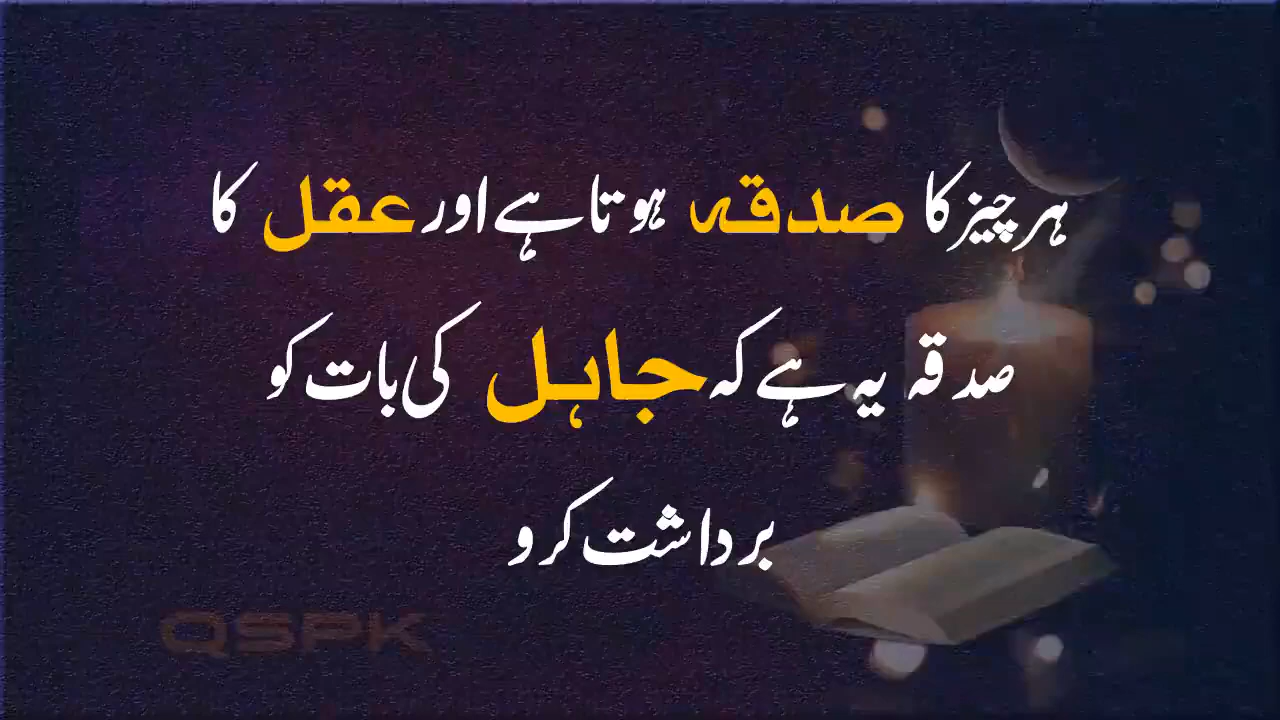 ہر چیز کا صدقہ ہوتا ہے اور عقل کا
صدقہ یہ ہے کہ جاہل کی بات کو
برداشت کرو
QSPK